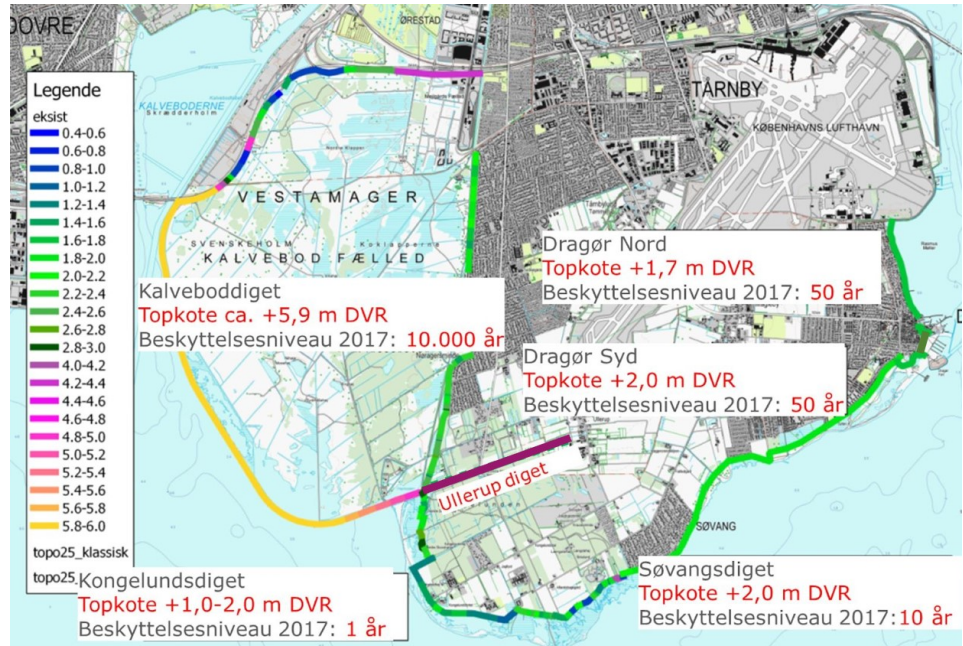 DOVRE
ØRESTAD
KALVEBODERNE
Skrædderholm
TÅRNBY
KØBENHAVNS LUFTHAVN
VESTAMAGER
SVENSKEHOLM
Koklapperne
KALVEBOD FÆLLED
Legende
eksist
0.4-0.6
0.6-0.8
0.8-1.0
1.0-1.2
1.2-1.4
1.4-1.6
1.6-1.8
1.8-2.0
2.0-2.2
2.2-2.4
2.4-2.6
2.6-2.8
2.8-3.0
4.0-4.2
4.2-4.4
4.4-4.6
4.6-4.8
4.8-5.0
5.0-5.2
5.2-5.4
5.4-5.6
5.6-5.8
5.8-6.0
topo25_klassisk
topo25
Dragør Nord
Topkote +1,7 m DVR
Beskyttelsesniveau 2017: 50 år
Kalveboddiget
Topkote ca. +5,9 m DVR
Beskyttelsesniveau 2017: 10.000 år
Dragør Syd
Topkote +2,0 m DVR
Beskyttelsesniveau 2017: 50 år
Ullerup
Ullerup diget
SØVANG
Kongelundsdiget
Topkote +1,0-2,0 m DVR
Beskyttelsesniveau 2017: 1 år
Søvangsdiget
Topkote +2,0 m DVR
Beskyttelsesniveau 2017: 10 år